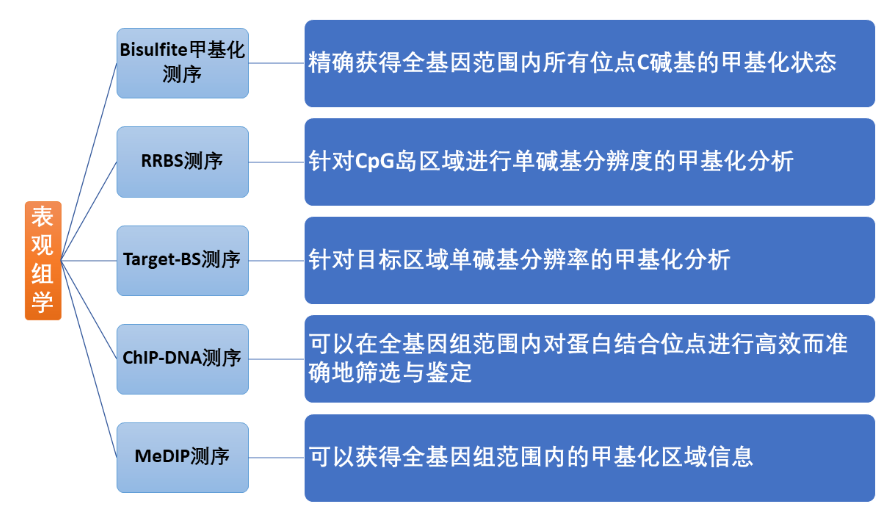 表观组学
Bisulfite甲基化
测序
精确获得全基因范围内所有位点C碱基的甲基化状态
RRBS测序
针对CpG岛区域进行单碱基分辨度的甲基化分析
Target-BS测序
针对目标区域单碱基分辨率的甲基化分析
ChIP-DNA测序
可以在全基因组范围内对蛋白结合位点进行高效而准
确地筛选与鉴定
MeDIP测序
可以获得全基因组范围内的甲基化区域信息